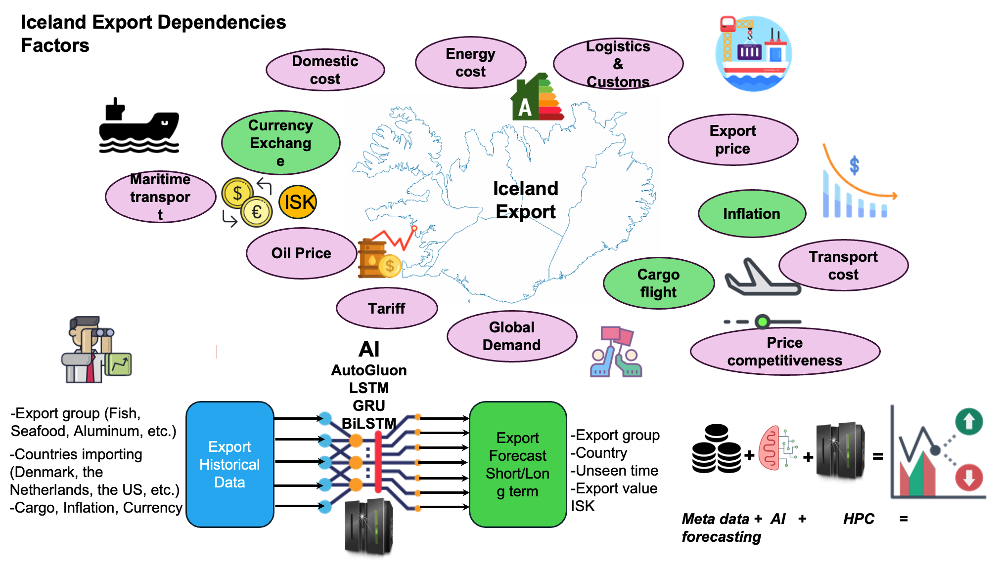 Iceland Export Dependencies
Factors
Domestic
cost
Energy
cost
Logistics
&
Customs
A
Currency
Exchang
e
Export
price
$
Maritime
transpor
t
$
€
ISK
Iceland
Export
Inflation
Oil Price
$
Transport
cost
Cargo
flight
Tariff
Global
Demand
Price
competitiveness
AI
AutoGluon
LSTM
GRU
BiLSTM
-Export group (Fish,
Seafood, Aluminum, etc.)
-Countries importing
(Denmark, the
Netherlands, the US, etc.)
-Cargo, Inflation, Currency
Export
Historical
Data
Export
Forecast
Short/Lon
g term
-Export group
-Country
-Unseen time
-Export value
ISK
+ + =
Meta data + AI + HPC =
forecasting